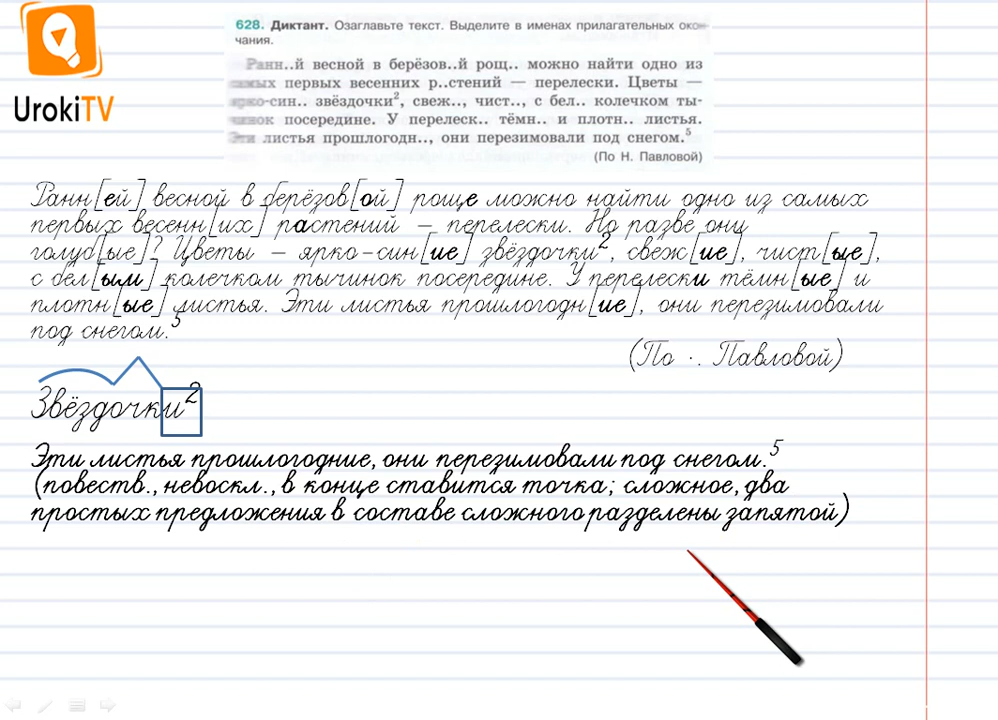 628. Диктант. Озаглавьте текст. Выделите в именах прилагательных окон-
чания.
Ранн..й весной в берёзов..й рощ.. можно найти одно из
самых первых весенних р..стений — перелески. Цветы —
ярко-син.. звёздочки², свеж.., чист.., с бел.. колечком ты-
чинок посередине. У перелеск.. тёмн.. и плотн.. листья.
Эти листья прошлогодн.., они перезимовали под снегом.⁵
(По Н. Павловой)
UrokiTV
Ранн[ей] весной в берёзов[ой] роще можно найти одно из самых
первых весенн[их] растений – перелески. Но разве они
голуб[ые]? Цветы – ярко-син[ие] звёздочки², свеж[ие], чист[ые],
с бел[ым] колечком тычинок посередине. У перелески тёмн[ые] и
плотн[ые] листья. Эти листья прошлогодн[ие], они перезимовали
под снегом.⁵
(По . Павловой)
Звёздочки²
Эти листья прошлогодние, они перезимовали под снегом.⁵
(повеств., невоскл., в конце ставится точка; сложное, два
простых предложения в составе сложного разделены запятой)